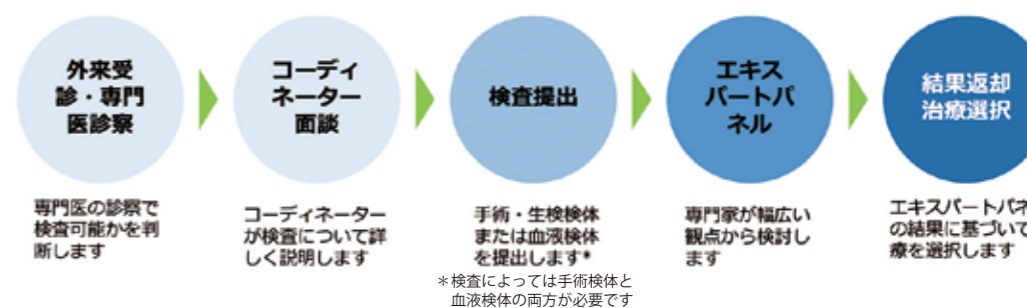 外来受
診・専門
医診察
専門医の診察で
検査可能かを判
断します
コーディ
ネーター
面談
コーディネーター
が検査について詳
しく説明します
検査提出
手術・生検検体
または血液検体
を提出します*
＊検査によっては手術検体と
血液検体の両方が必要です
エキス
パートパ
ネル
専門家が幅広い
観点から検討し
ます
結果返却
治療選択
エキスパートパネ
の結果に基づいて
療を選択します